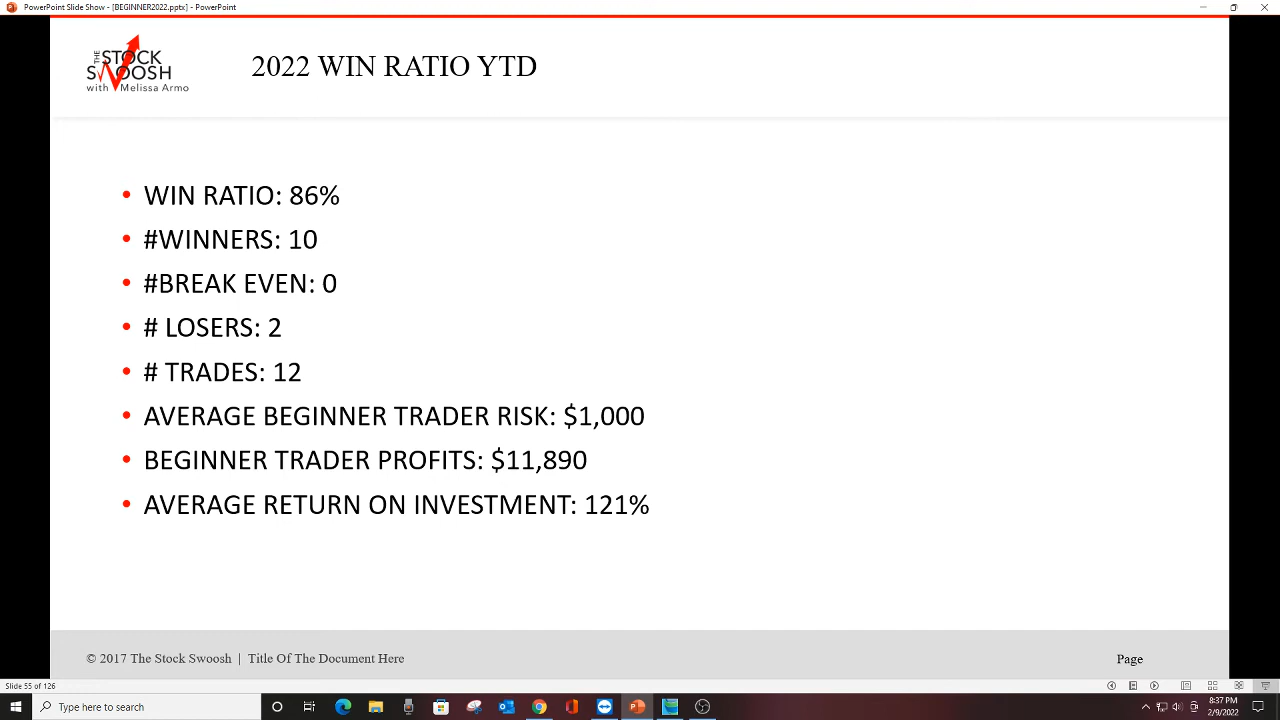 PowerPoint Slide Show - [BEGINNER2022.pptx] - PowerPoint
THE STOCK
SWOOSH
with Melissa Armo
2022 WIN RATIO YTD
• WIN RATIO: 86%
• #WINNERS: 10
• #BREAK EVEN: 0
• # LOSERS: 2
• # TRADES: 12
• AVERAGE BEGINNER TRADER RISK: $1,000
• BEGINNER TRADER PROFITS: $11,890
• AVERAGE RETURN ON INVESTMENT: 121%
© 2017 The Stock Swoosh | Title Of The Document Here
Page
Slide 55 of 126
Type here to search
8:37 PM
2/9/2022